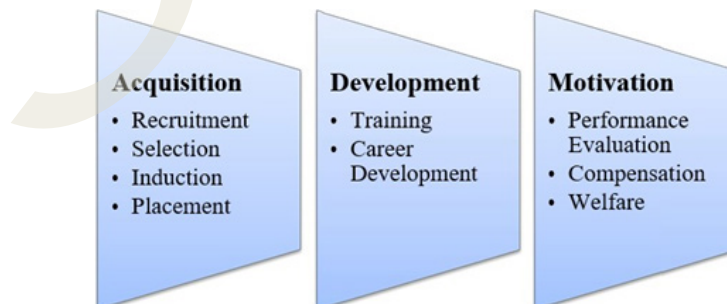 Acquisition
• Recruitment
• Selection
• Induction
• Placement
Development
• Training
• Career
Development
Motivation
• Performance
Evaluation
• Compensation
• Welfare